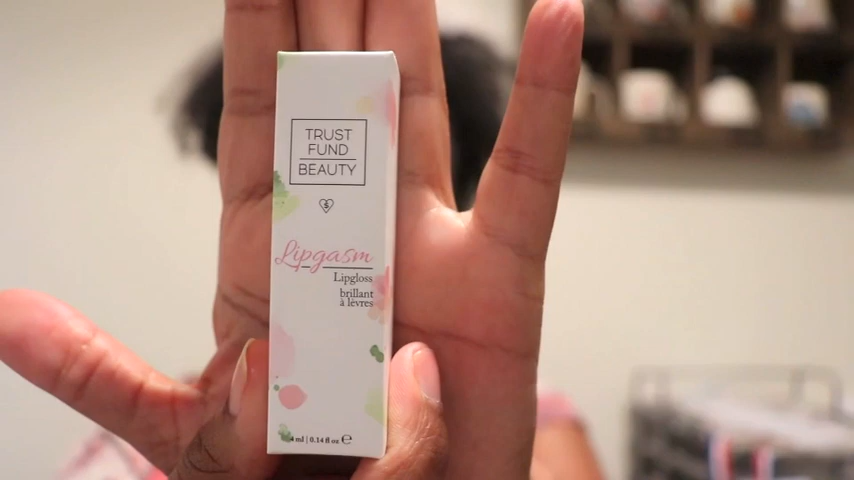 TRUST
FUND
BEAUTY
$
Lipgasm
Lipgloss
brillant
à lèvres
4 ml | 0.14 fl oz ℮